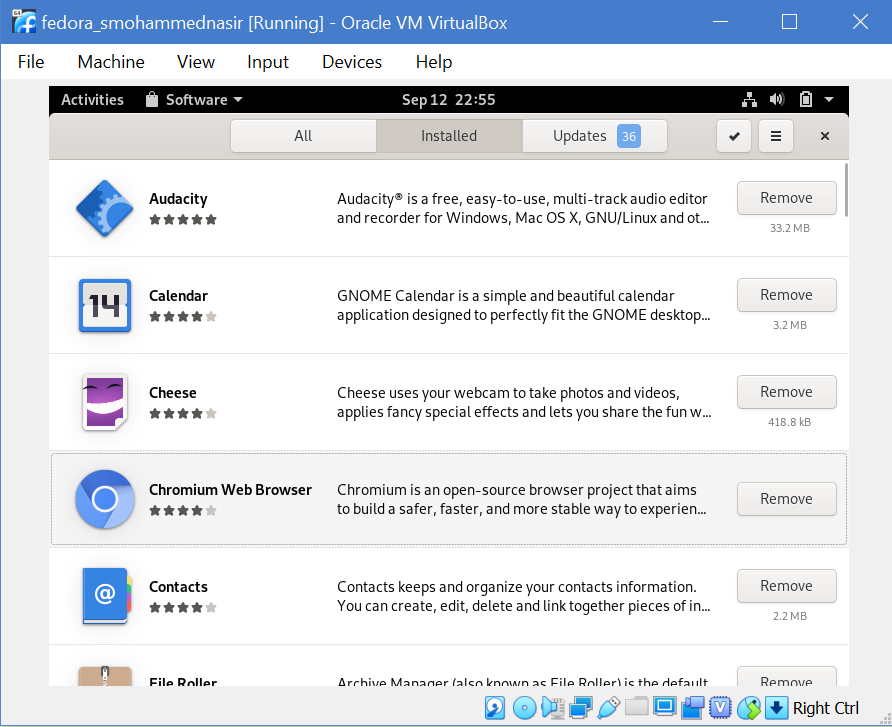 fedora_smohammednasir [Running] - Oracle VM VirtualBox
File Machine View Input Devices Help
Activities Software Sep 12 22:55
All Installed Updates 36
Audacity
Audacity® is a free, easy-to-use, multi-track audio editor
and recorder for Windows, Mac OS X, GNU/Linux and ot...
Remove
33.2 MB
14
Calendar
GNOME Calendar is a simple and beautiful calendar
application designed to perfectly fit the GNOME desktop...
Remove
3.2 MB
Cheese
Cheese uses your webcam to take photos and videos,
applies fancy special effects and lets you share the fun w...
Remove
418.8 kB
Chromium Web Browser
Chromium is an open-source browser project that aims
to build a safer, faster, and more stable way to experien...
Remove
@
Contacts
Contacts keeps and organize your contacts information.
You can create, edit, delete and link together pieces of in...
Remove
2.2 MB
File Roller
Archive Manager (also known as File Roller) is the default
Remove
Right Ctrl